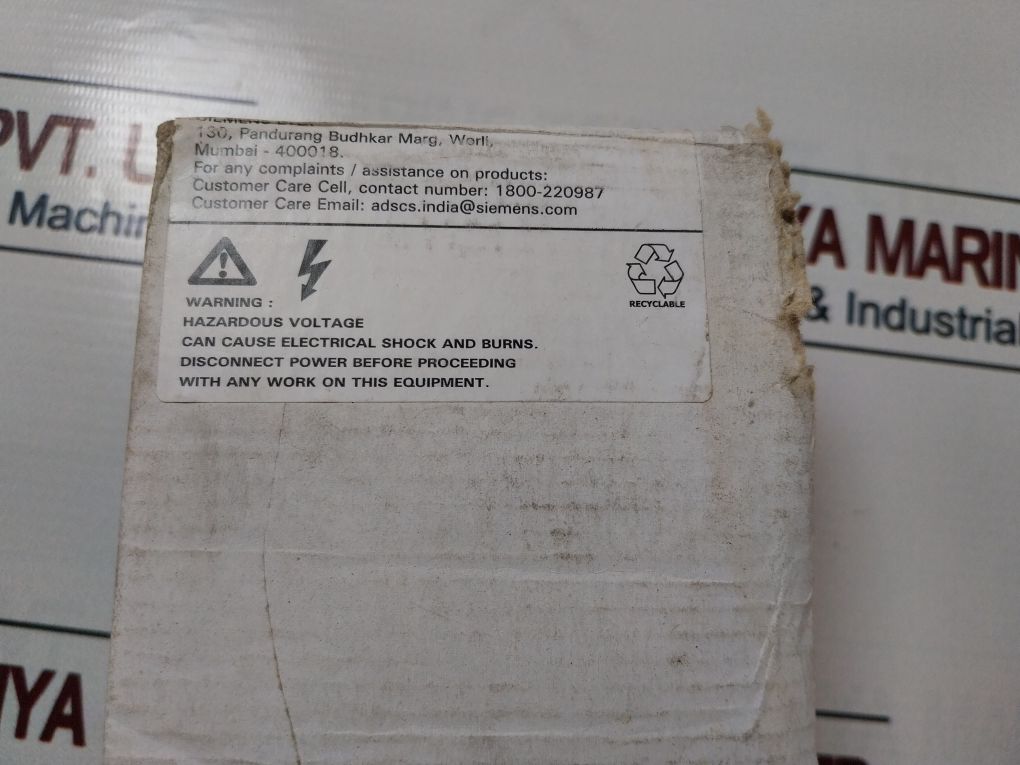 130, Pandurang Budhkar Marg, Worli,
Mumbai - 400018.
For any complaints / assistance on products:
Customer Care Cell, contact number: 1800-220987
Customer Care Email: adscs.india@siemens.com
WARNING :
HAZARDOUS VOLTAGE
CAN CAUSE ELECTRICAL SHOCK AND BURNS.
DISCONNECT POWER BEFORE PROCEEDING
WITH ANY WORK ON THIS EQUIPMENT.
RECYCLABLE
PVT. L
Machin
YA MARIN
& Industrial
IYA